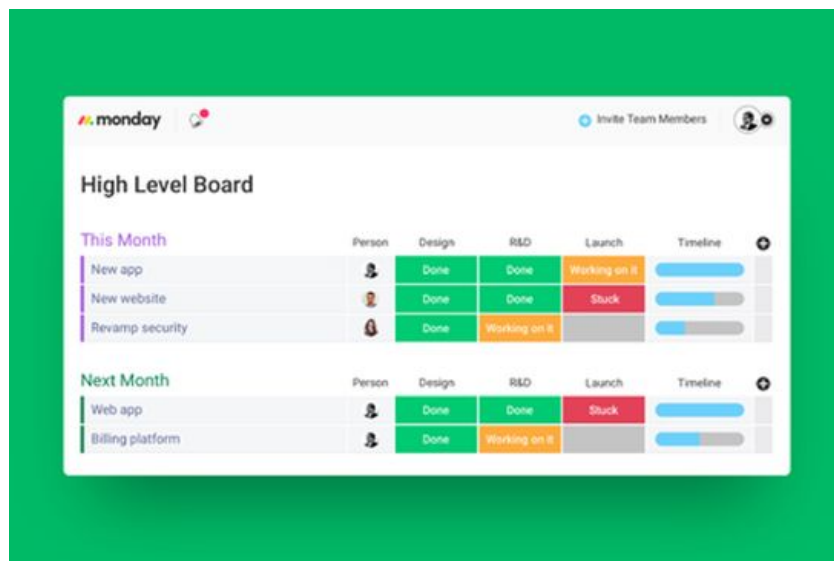 monday
Invite Team Members
High Level Board
This Month Person Design R&D Launch Timeline
New app Done Done Working on it
New website Done Done Stuck
Revamp security Done Working on it
Next Month Person Design R&D Launch Timeline
Web app Done Done Stuck
Billing platform Done Working on it